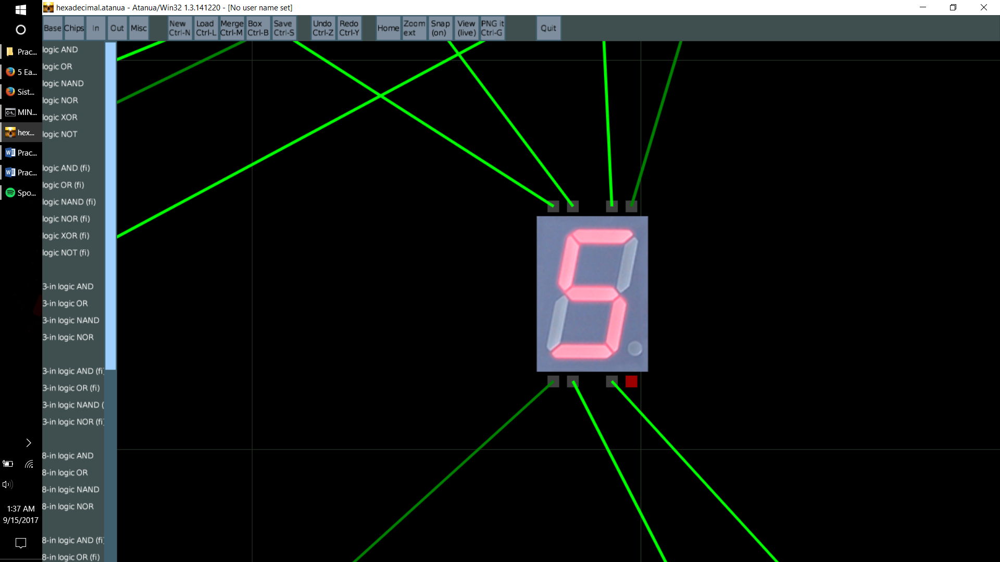 hexadecimal.atanua - Atanua/Win32 1.3.141220 - [No user name set]
Base Chips In Out Misc
New Ctrl-N
Load Ctrl-L
Merge Ctrl-M
Box Ctrl-B
Save Ctrl-S
Undo Ctrl-Z
Redo Ctrl-Y
Home
Zoom ext
Snap (on)
View (live)
PNG it Ctrl-G
Quit
Prac...
5 Ea...
Sist...
MIN...
hex...
Prac...
Prac...
Spo...
1:37 AM
9/15/2017
logic AND
logic OR
logic NAND
logic NOR
logic XOR
logic NOT
logic AND (fi)
logic OR (fi)
logic NAND (fi)
logic NOR (fi)
logic XOR (fi)
logic NOT (fi)
3-in logic AND
3-in logic OR
3-in logic NAND
3-in logic NOR
3-in logic AND (fi)
3-in logic OR (fi)
3-in logic NAND (
3-in logic NOR (fi)
8-in logic AND
8-in logic OR
8-in logic NAND
8-in logic NOR
8-in logic AND (fi)
8-in logic OR (fi)
5